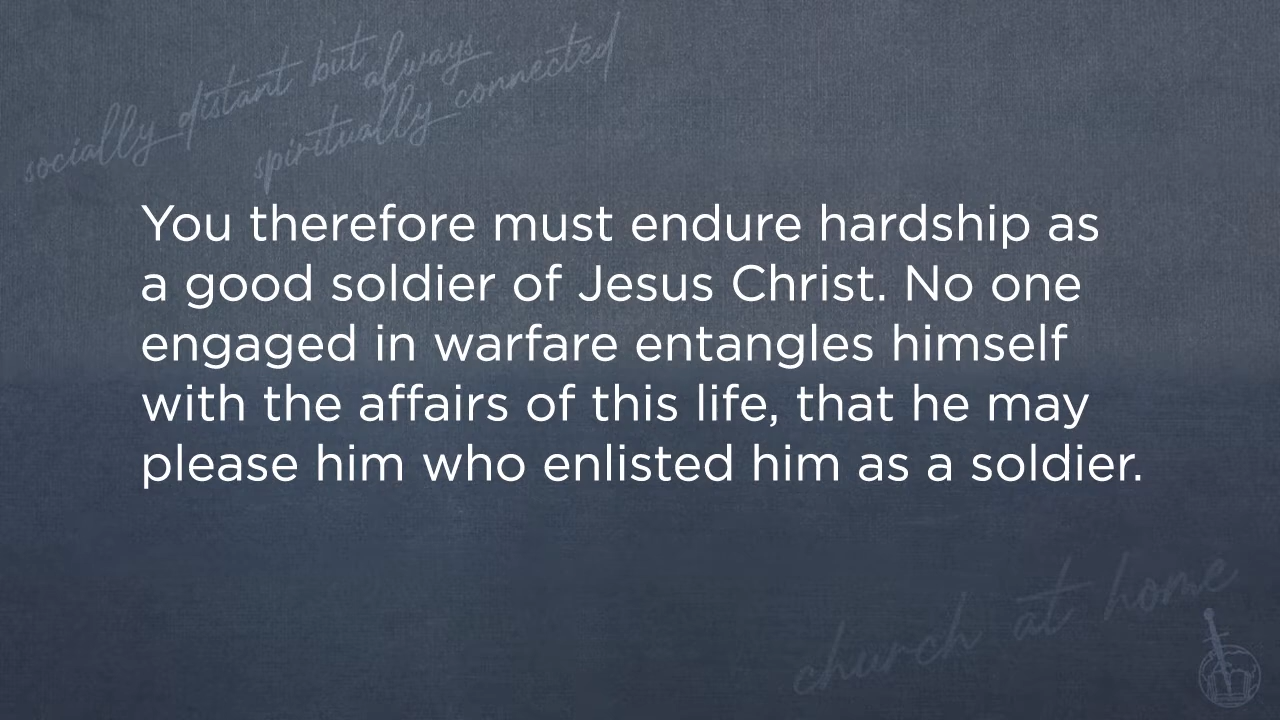 socially distant but always
spiritually connected
You therefore must endure hardship as
a good soldier of Jesus Christ. No one
engaged in warfare entangles himself
with the affairs of this life, that he may
please him who enlisted him as a soldier.
church at home